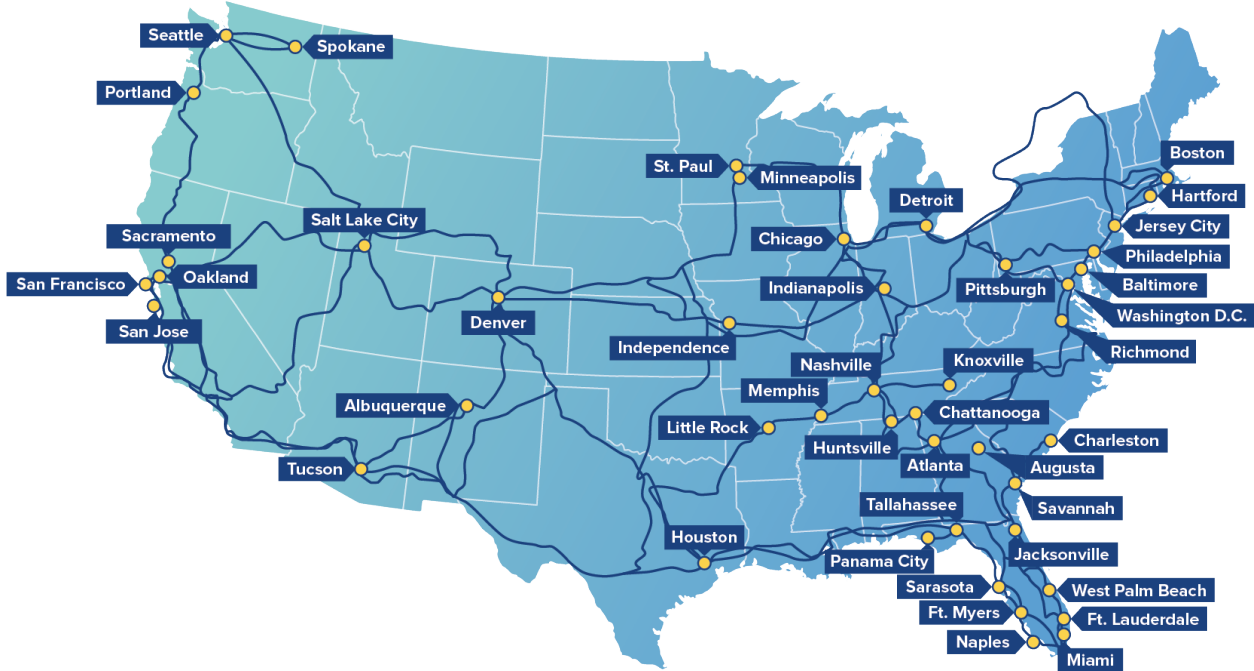 Seattle
Spokane
Portland
St. Paul
Minneapolis
Boston
Hartford
Detroit
Salt Lake City
Jersey City
Sacramento
Chicago
Philadelphia
Oakland
San Francisco
Indianapolis
Pittsburgh
Baltimore
Washington D.C.
San Jose
Denver
Independence
Richmond
Nashville
Knoxville
Memphis
Albuquerque
Chattanooga
Little Rock
Huntsville
Charleston
Tucson
Atlanta
Augusta
Tallahassee
Savannah
Houston
Panama City
Jacksonville
Sarasota
West Palm Beach
Ft. Myers
Ft. Lauderdale
Naples
Miami